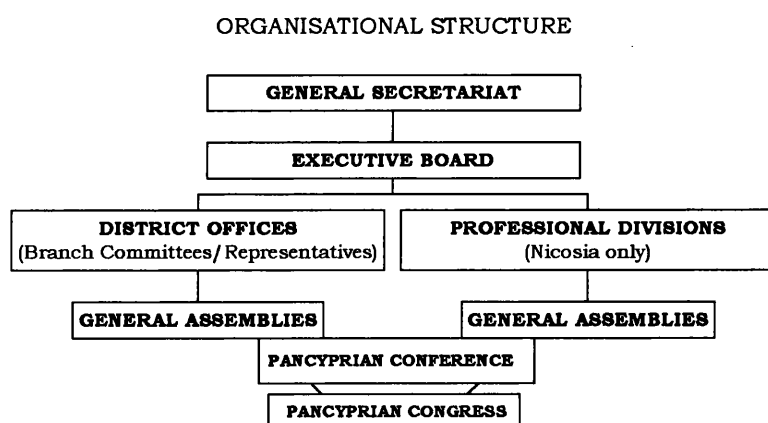 ORGANISATIONAL STRUCTURE
GENERAL SECRETARIAT
EXECUTIVE BOARD
DISTRICT OFFICES
(Branch Committees/Representatives)
PROFESSIONAL DIVISIONS
(Nicosia only)
GENERAL ASSEMBLIES
GENERAL ASSEMBLIES
PANCYPRIAN CONFERENCE
PANCYPRIAN CONGRESS